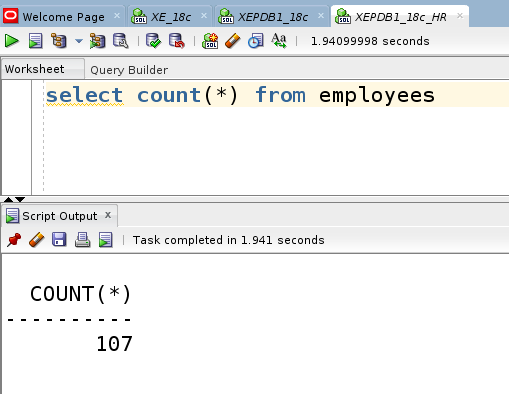 Welcome Page x XE_18c x XEPDB1_18c x XEPDB1_18c_HR x
1.94099998 seconds
Worksheet Query Builder
select count(*) from employees
Script Output x
Task completed in 1.941 seconds
COUNT(*)
----------
107